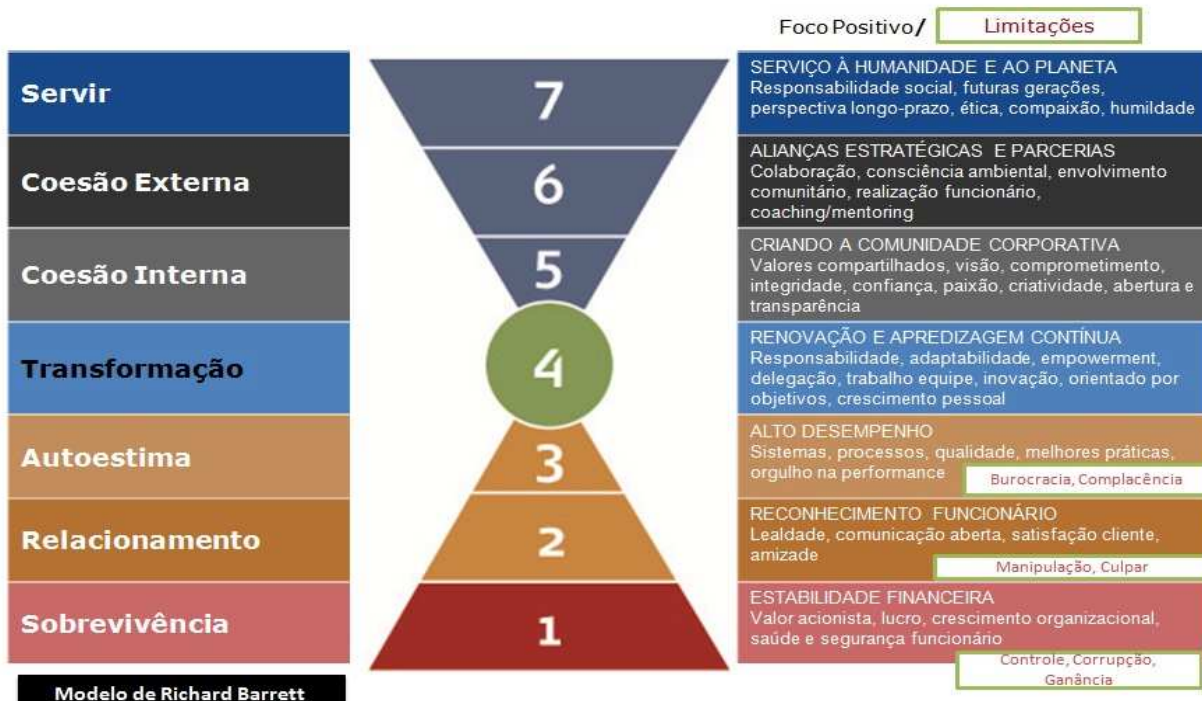 Foco Positivo/ Limitações
Servir
7
SERVIÇO À HUMANIDADE E AO PLANETA
Responsabilidade social, futuras gerações,
perspectiva longo-prazo, ética, compaixão, humildade
Coesão Externa
6
ALIANÇAS ESTRATÉGICAS E PARCERIAS
Colaboração, consciência ambiental, envolvimento
comunitário, realização funcionário,
coaching/mentoring
Coesão Interna
5
CRIANDO A COMUNIDADE CORPORATIVA
Valores compartilhados, visão, comprometimento,
integridade, confiança, paixão, criatividade, abertura e
transparência
Transformação
4
RENOVAÇÃO E APREDIZAGEM CONTÍNUA
Responsabilidade, adaptabilidade, empowerment,
delegação, trabalho equipe, inovação, orientado por
objetivos, crescimento pessoal
Autoestima
3
ALTO DESEMPENHO
Sistemas, processos, qualidade, melhores práticas,
orgulho na performance
Burocracia, Complacência
Relacionamento
2
RECONHECIMENTO FUNCIONÁRIO
Lealdade, comunicação aberta, satisfação cliente,
amizade
Manipulação, Culpar
Sobrevivência
1
ESTABILIDADE FINANCEIRA
Valor acionista, lucro, crescimento organizacional,
saúde e segurança funcionário
Controle, Corrupção,
Ganância
Modelo de Richard Barrett